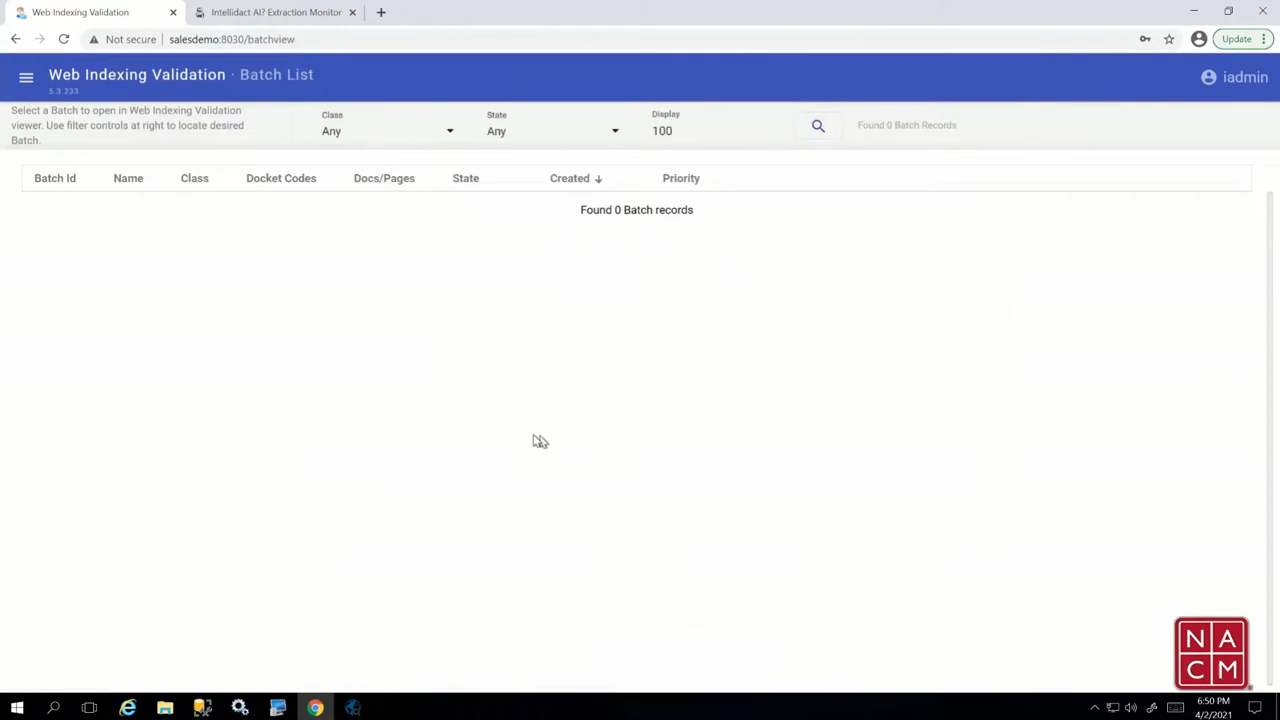 Web Indexing Validation
Intellidact AI? Extraction Monitor
Not secure
salesdemo:8030/batchview
Update
Web Indexing Validation · Batch List
5.3.233
iadmin
Select a Batch to open in Web Indexing Validation
viewer. Use filter controls at right to locate desired
Batch.
Class
Any
State
Any
Display
100
Found 0 Batch Records
Batch Id Name Class Docket Codes Docs/Pages State Created Priority
Found 0 Batch records
N A
C M
6:50 PM
4/2/2021